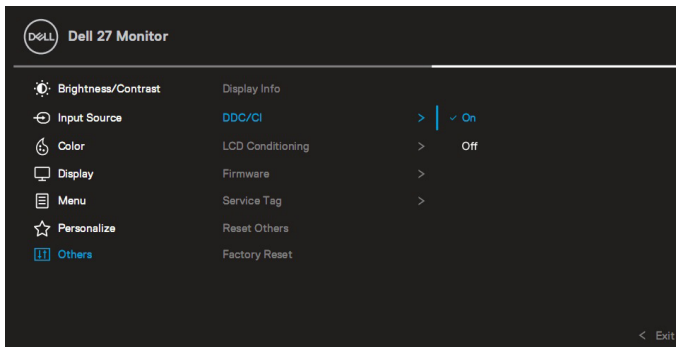 DELL Dell 27 Monitor
Brightness/Contrast Display Info
Input Source DDC/CI > ✓ On
Color LCD Conditioning > Off
Display Firmware >
Menu Service Tag >
Personalize Reset Others
Others Factory Reset
< Exit